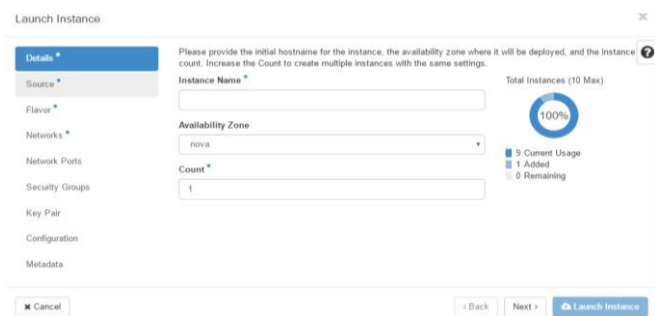 Launch Instance
Details *
Source *
Flavor *
Networks *
Network Ports
Security Groups
Key Pair
Configuration
Metadata
Please provide the initial hostname for the instance, the availability zone where it will be deployed, and the instance
count. Increase the Count to create multiple instances with the same settings.
Instance Name *
Availability Zone
nova
Count *
1
Total Instances (10 Max)
100%
9 Current Usage
1 Added
0 Remaining
× Cancel
< Back
Next >
Launch Instance